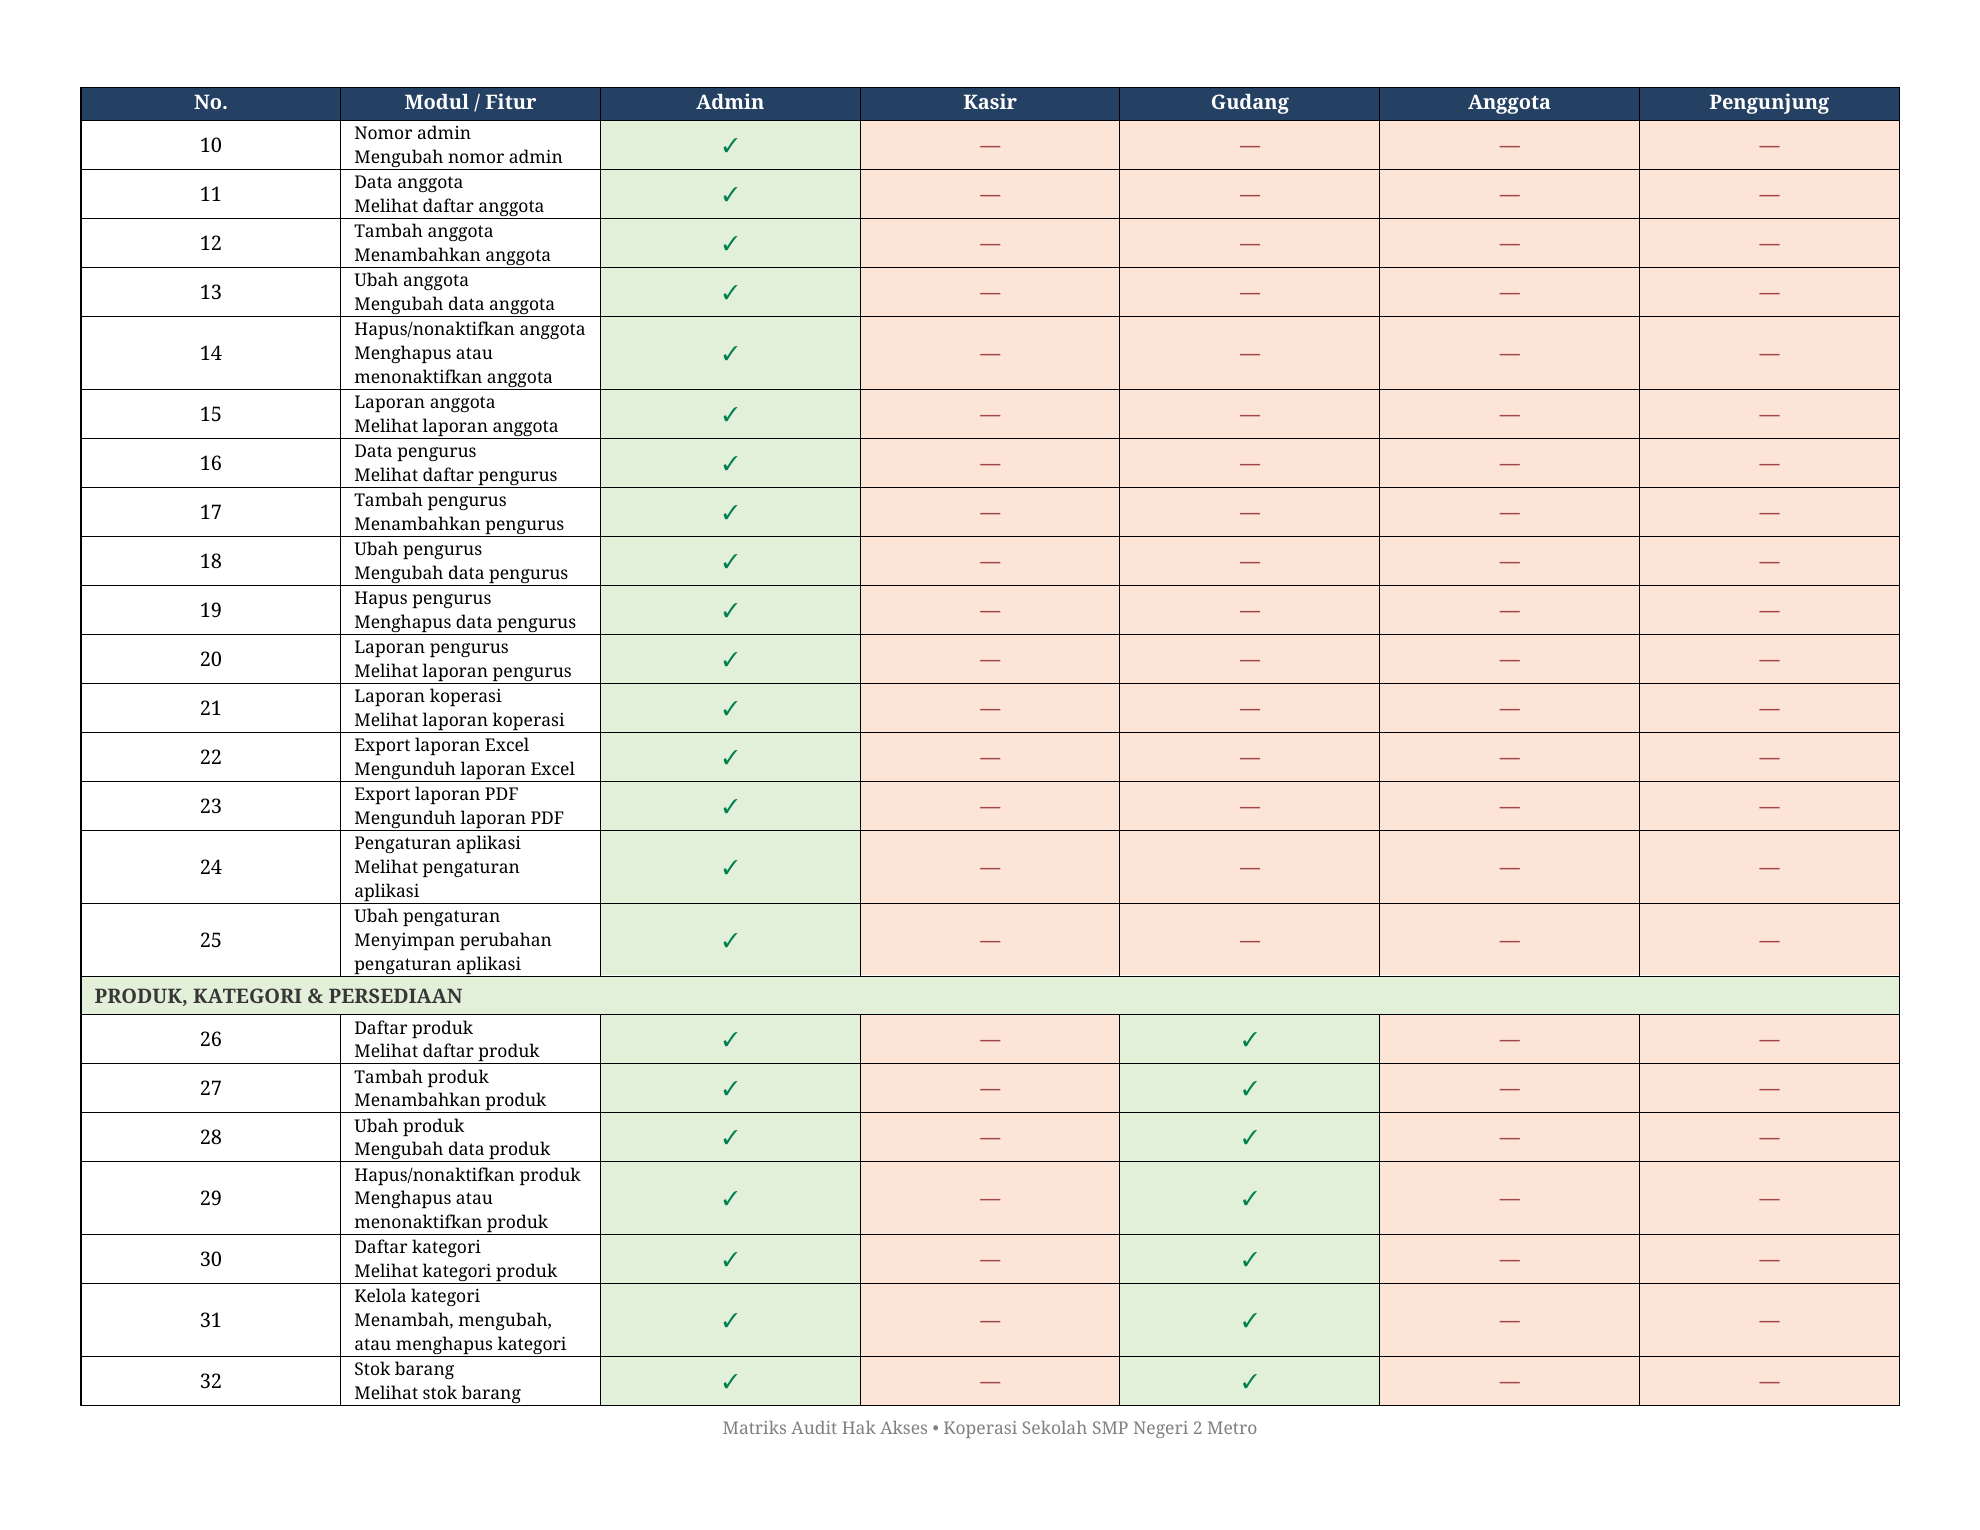 No. Modul / Fitur Admin Kasir Gudang Anggota Pengunjung
10 Nomor admin ✓ — — — —
Mengubah nomor admin
11 Data anggota ✓ — — — —
Melihat daftar anggota
12 Tambah anggota ✓ — — — —
Menambahkan anggota
13 Ubah anggota ✓ — — — —
Mengubah data anggota
14 Hapus/nonaktifkan anggota ✓ — — — —
Menghapus atau
menonaktifkan anggota
15 Laporan anggota ✓ — — — —
Melihat laporan anggota
16 Data pengurus ✓ — — — —
Melihat daftar pengurus
17 Tambah pengurus ✓ — — — —
Menambahkan pengurus
18 Ubah pengurus ✓ — — — —
Mengubah data pengurus
19 Hapus pengurus ✓ — — — —
Menghapus data pengurus
20 Laporan pengurus ✓ — — — —
Melihat laporan pengurus
21 Laporan koperasi ✓ — — — —
Melihat laporan koperasi
22 Export laporan Excel ✓ — — — —
Mengunduh laporan Excel
23 Export laporan PDF ✓ — — — —
Mengunduh laporan PDF
24 Pengaturan aplikasi ✓ — — — —
Melihat pengaturan
aplikasi
25 Ubah pengaturan ✓ — — — —
Menyimpan perubahan
pengaturan aplikasi
PRODUK, KATEGORI & PERSEDIAAN
26 Daftar produk ✓ — ✓ — —
Melihat daftar produk
27 Tambah produk ✓ — ✓ — —
Menambahkan produk
28 Ubah produk ✓ — ✓ — —
Mengubah data produk
29 Hapus/nonaktifkan produk ✓ — ✓ — —
Menghapus atau
menonaktifkan produk
30 Daftar kategori ✓ — ✓ — —
Melihat kategori produk
31 Kelola kategori ✓ — ✓ — —
Menambah, mengubah,
atau menghapus kategori
32 Stok barang ✓ — ✓ — —
Melihat stok barang
Matriks Audit Hak Akses • Koperasi Sekolah SMP Negeri 2 Metro